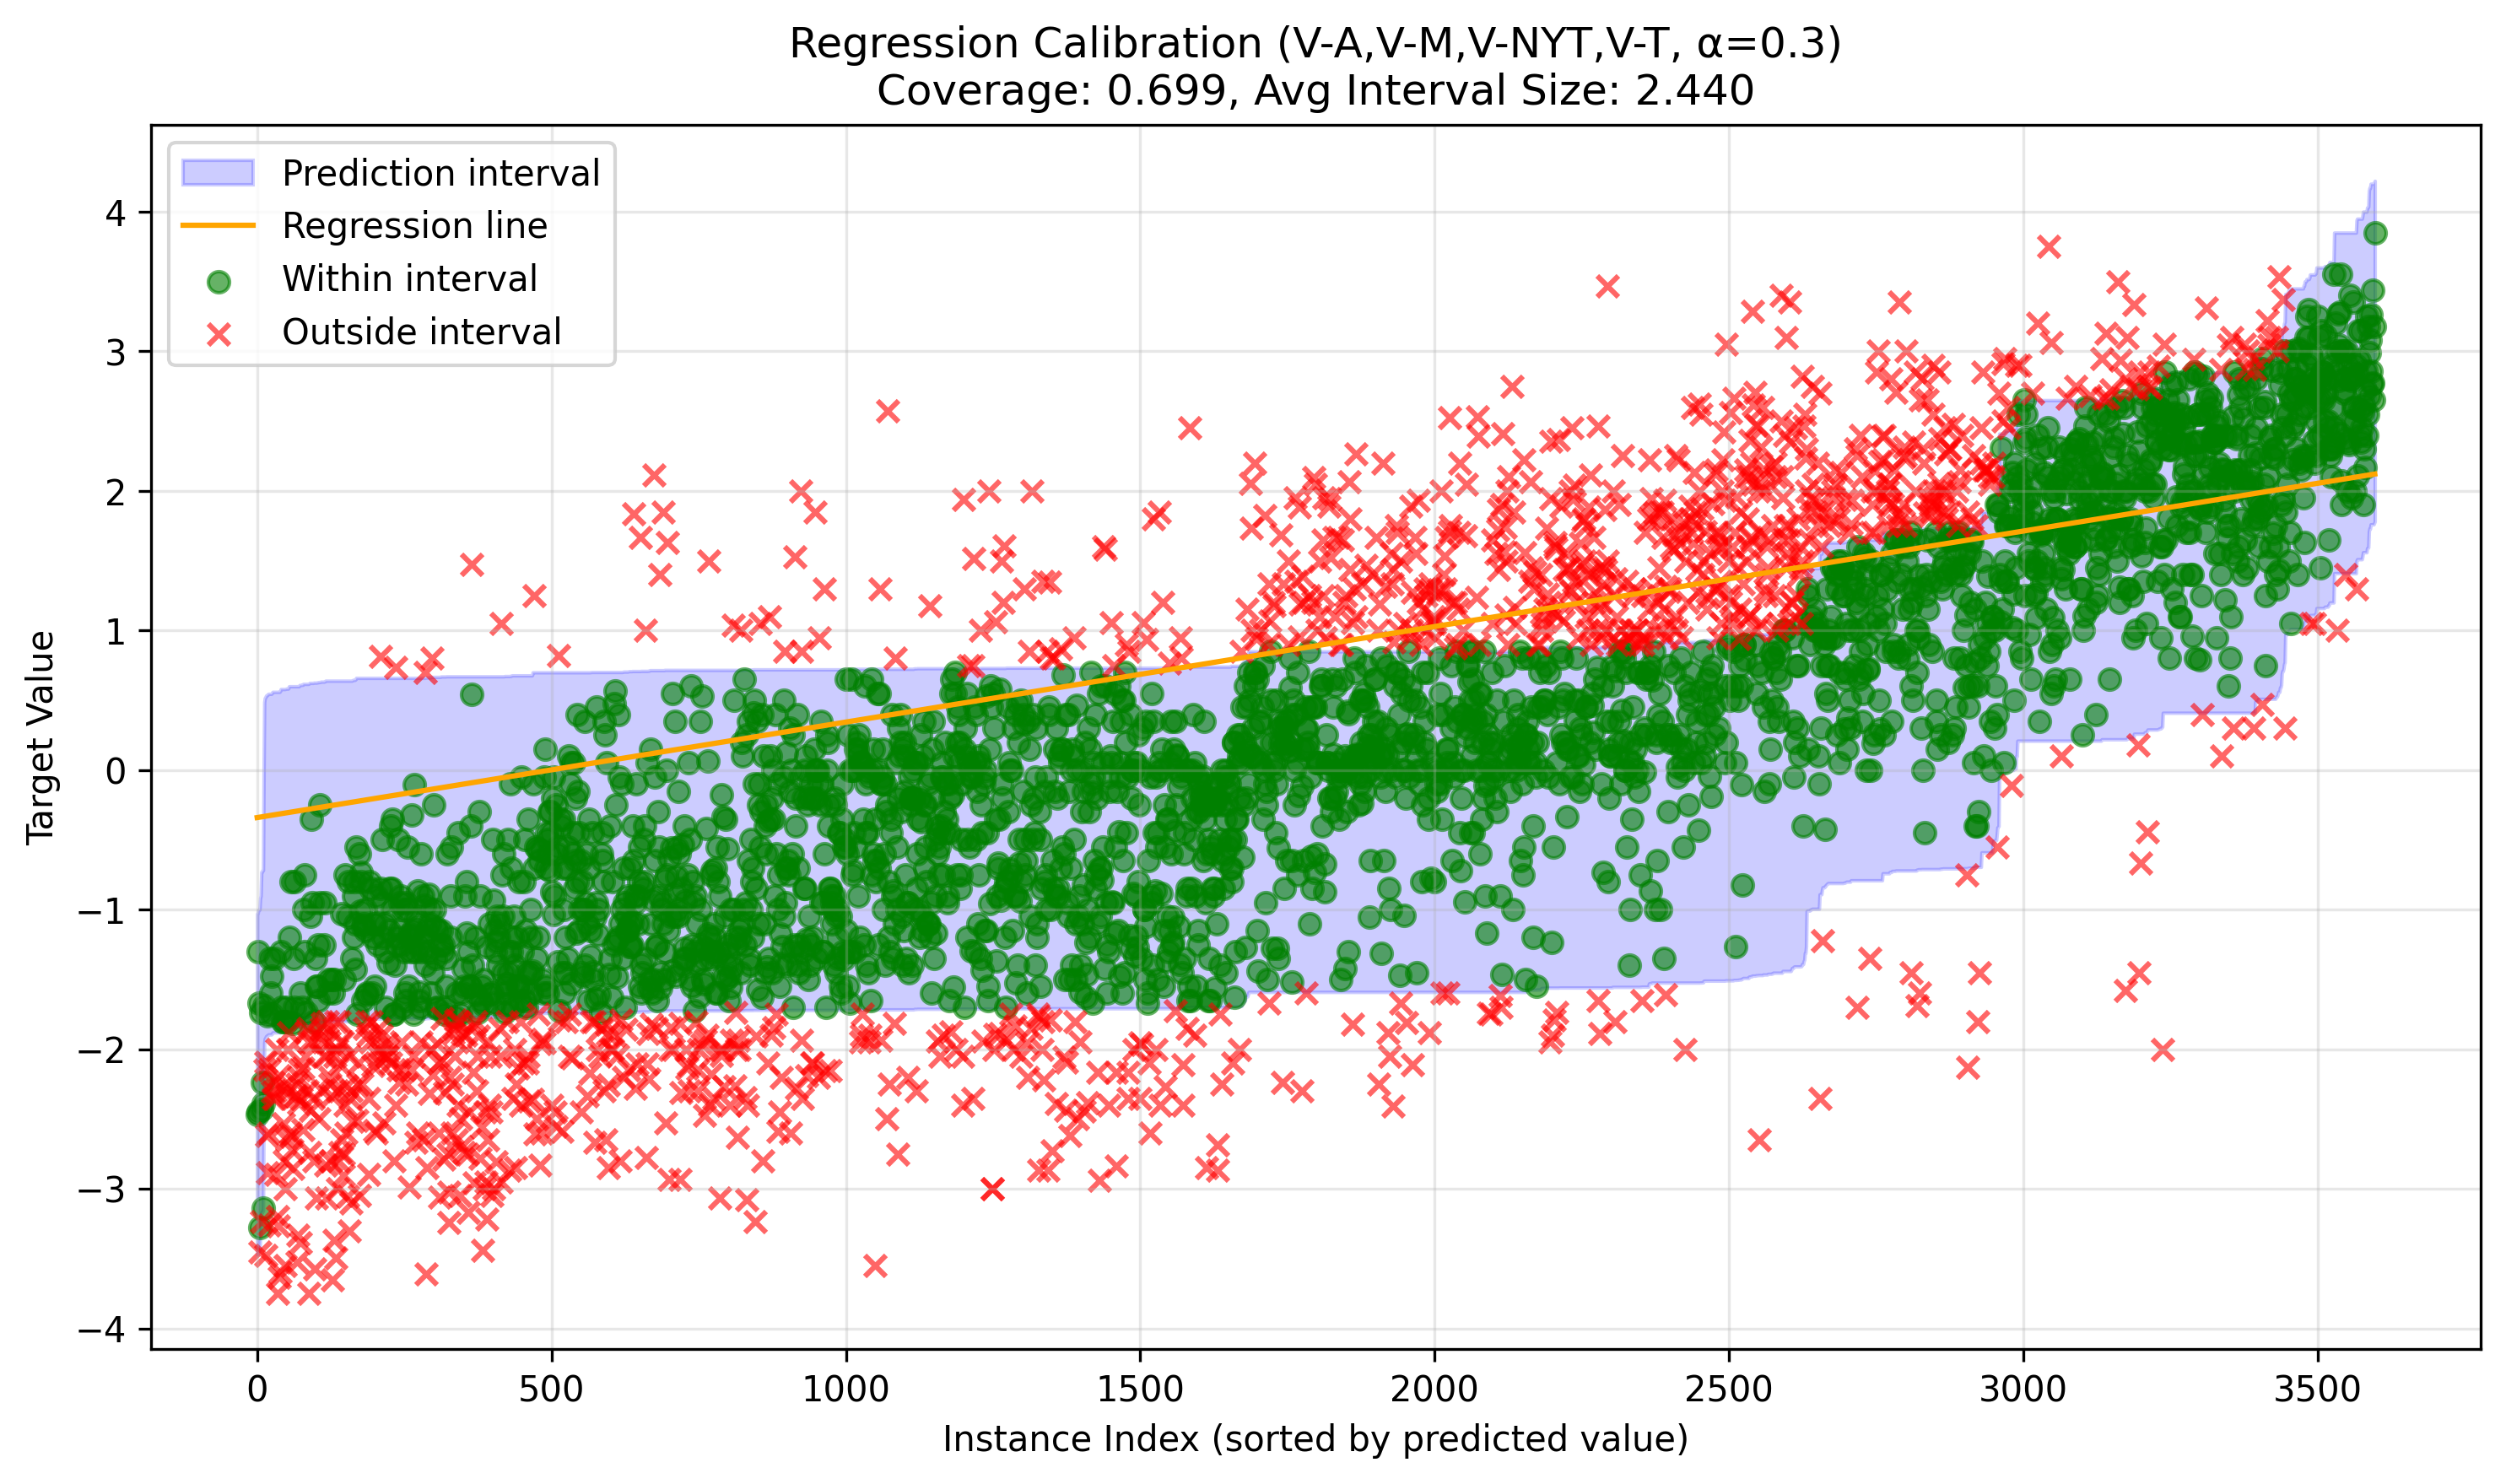 Regression Calibration (V-A,V-M,V-NYT,V-T, α=0.3)
Coverage: 0.699, Avg Interval Size: 2.440
Prediction interval
Regression line
Within interval
Outside interval
4
3
2
1
0
−1
−2
−3
−4
Target Value
0 500 1000 1500 2000 2500 3000 3500
Instance Index (sorted by predicted value)